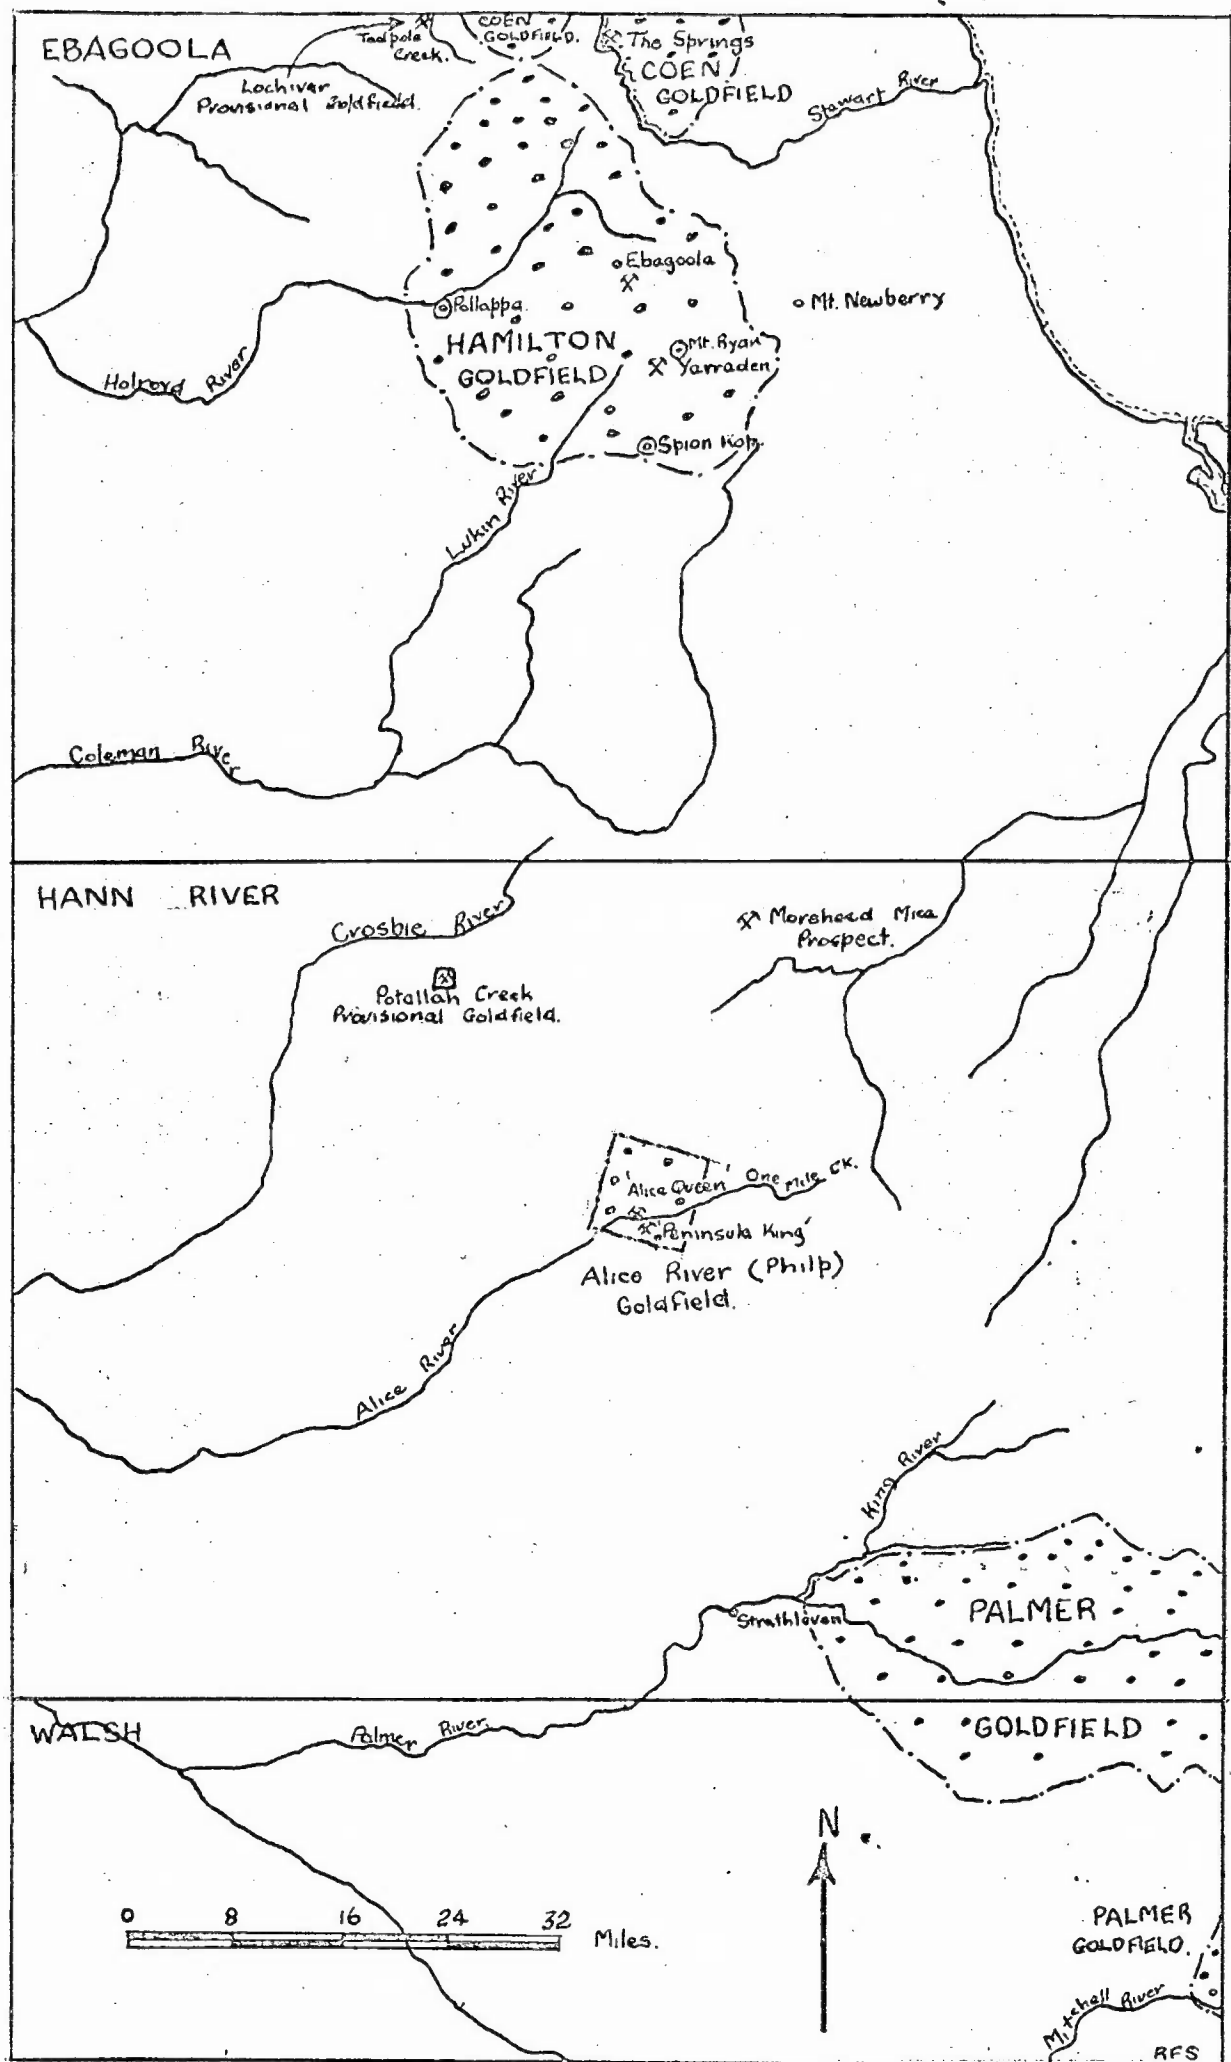 EBAGOOLA
Tadpole
Creek.
COEN
GOLDFIELD.
The Springs
COEN
GOLDFIELD
Stewart River
Lochivar
Provisional Goldfield.
Ebagoola
Pollappa
Mt. Newberry
HAMILTON
GOLDFIELD
Mt. Ryan
Yarraden
Holroyd River
Spion Kop.
Lukin River
Coleman River
HANN RIVER
Crosbie River
Morehead Mica
Prospect.
Potallah Creek
Provisional Goldfield.
'Alice Queen'
One Mile CK.
'Peninsula King'
Alice River (Philp)
Goldfield.
Alice River
King River
PALMER
Strathleven
WALSH
Palmer River.
GOLDFIELD
N
0 8 16 24 32
Miles.
PALMER
GOLDFIELD.
Mitchell River
RFS